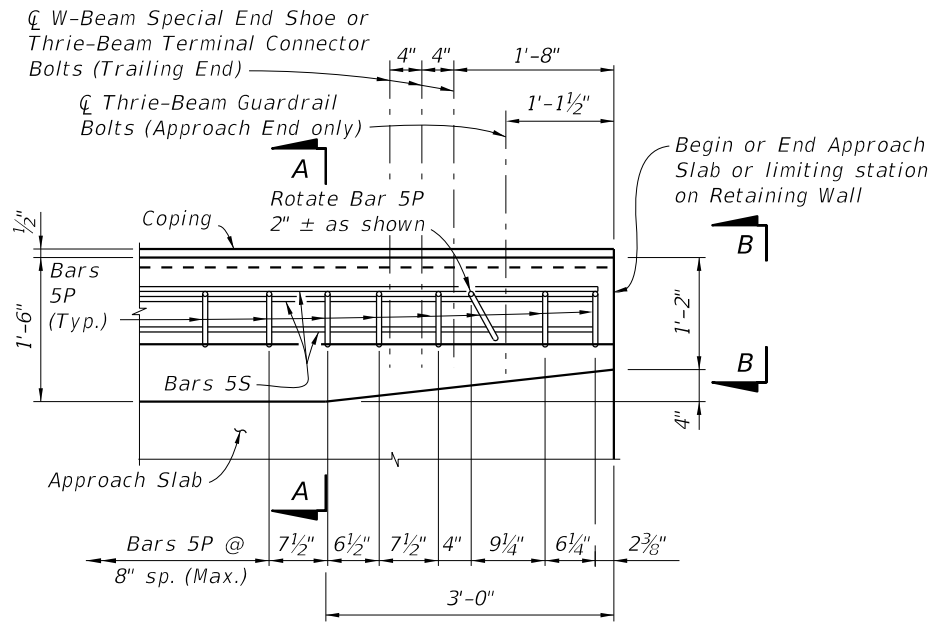 ℄ W-Beam Special End Shoe or
Thrie-Beam Terminal Connector
Bolts (Trailing End)
4"
4"
1'-8"
℄ Thrie-Beam Guardrail
Bolts (Approach End only)
1'-1½"
A
Begin or End Approach
Slab or limiting station
on Retaining Wall
Rotate Bar 5P
2" ± as shown
Coping
½"
B
Bars
5P
(Typ.)
1'-6"
1'-2"
B
Bars 5S
4"
Approach Slab
A
Bars 5P @
8" sp. (Max.)
7½"
6½"
7½"
4"
9¼"
6¼"
2⅜"
3'-0"